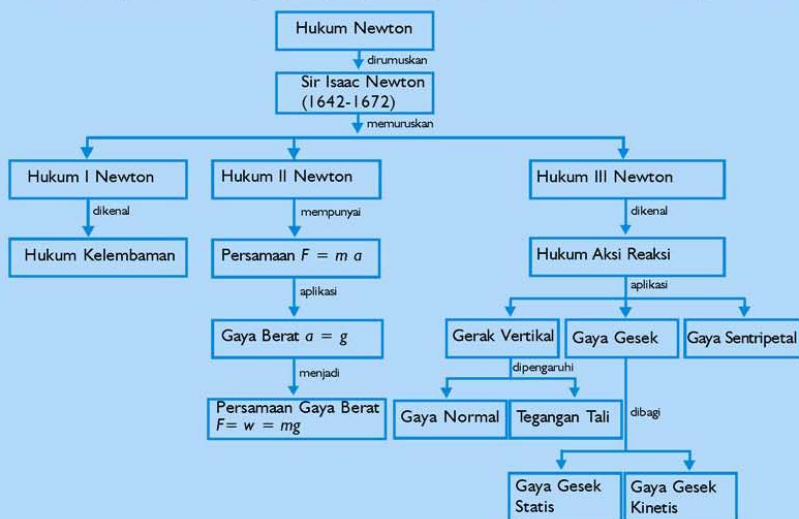 Hukum Newton
dirumuskan
Sir Isaac Newton
(1642-1672)
memuruskan
Hukum I Newton
Hukum II Newton
Hukum III Newton
dikenal
mempunyai
dikenal
Hukum Kelembaman
Persamaan F = m a
Hukum Aksi Reaksi
aplikasi
aplikasi
Gaya Berat a = g
Gerak Vertikal
Gaya Gesek
Gaya Sentripetal
menjadi
dipengaruhi
Persamaan Gaya Berat
F= w = mg
Gaya Normal
Tegangan Tali
dibagi
Gaya Gesek
Statis
Gaya Gesek
Kinetis